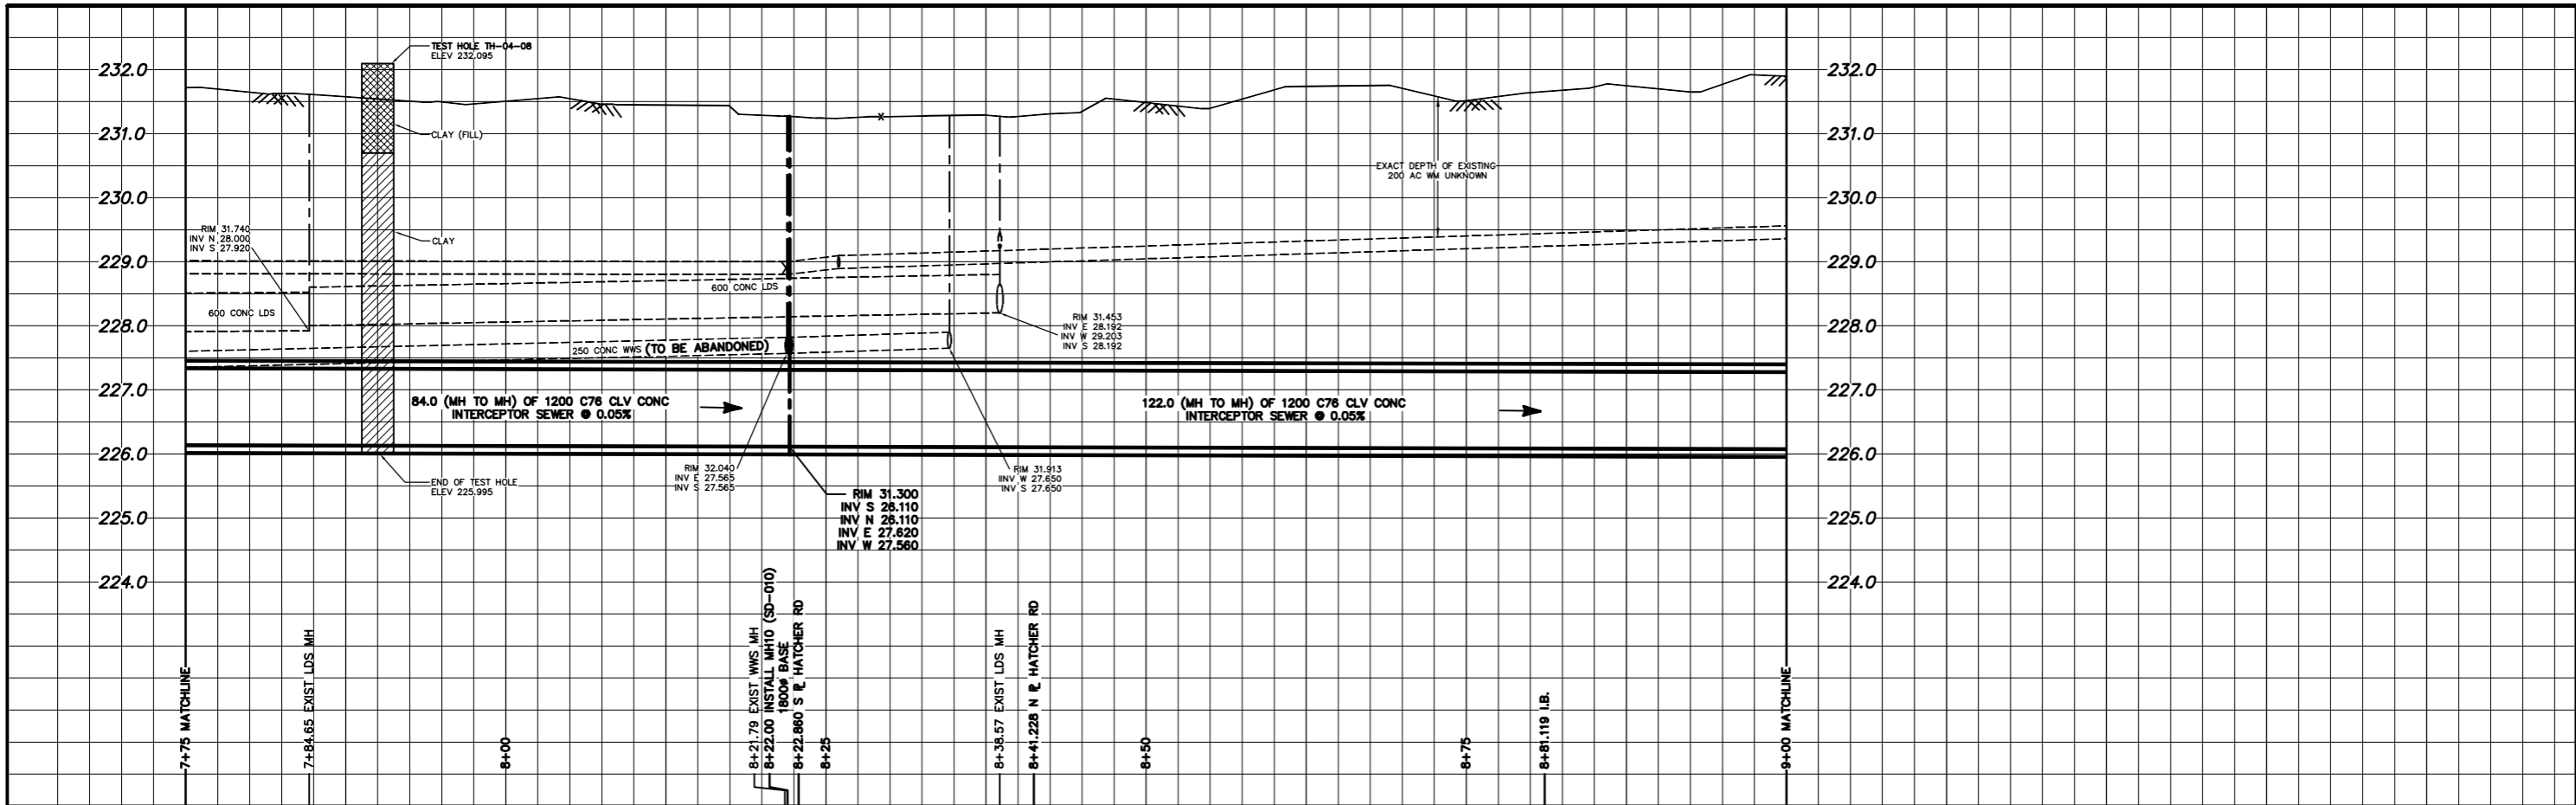 TEST HOLE TH-04-08
ELEV 232.095
232.0
232.0
CLAY (FILL)
231.0
231.0
EXACT DEPTH OF EXISTING
200 AC WM UNKNOWN
230.0
230.0
RIM 31.740
INV N 28.000
INV S 27.920
CLAY
229.0
229.0
600 CONC LDS
600 CONC LDS
228.0
228.0
RIM 31.453
INV E 28.192
INV W 29.203
INV S 28.192
250 CONC WWS (TO BE ABANDONED)
227.0
227.0
84.0 (MH TO MH) OF 1200 C76 CLV CONC
INTERCEPTOR SEWER @ 0.05%
122.0 (MH TO MH) OF 1200 C76 CLV CONC
INTERCEPTOR SEWER @ 0.05%
226.0
226.0
END OF TEST HOLE
ELEV 225.995
RIM 32.040
INV E 27.565
INV S 27.565
RIM 31.913
IINV W 27.650
INV S 27.650
RIM 31.300
INV S 26.110
INV N 26.110
INV E 27.620
INV W 27.560
225.0
225.0
224.0
224.0
7+75 MATCHLINE
7+84.65 EXIST LDS MH
8+00
8+21.79 EXIST WWS MH
8+22.00 INSTALL MH10 (SD-010)
1800ø BASE
8+22.860 S PL HATCHER RD
8+25
8+38.57 EXIST LDS MH
8+41.228 N PL HATCHER RD
8+50
8+75
8+81.119 I.B.
9+00 MATCHLINE